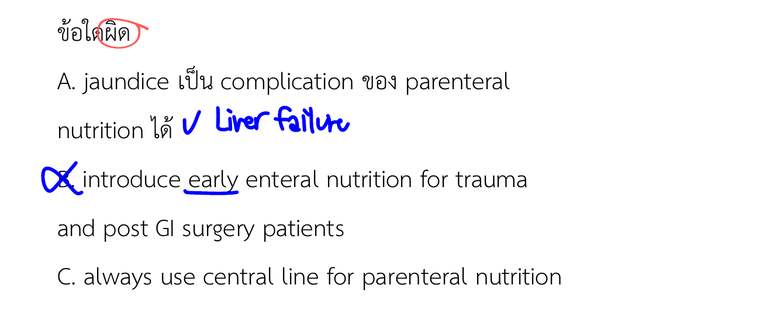 ข้อใดผิด
A. jaundice เป็น complication ของ parenteral
nutrition ได้ ✓ Liver failure
B. introduce early enteral nutrition for trauma
and post GI surgery patients
C. always use central line for parenteral nutrition